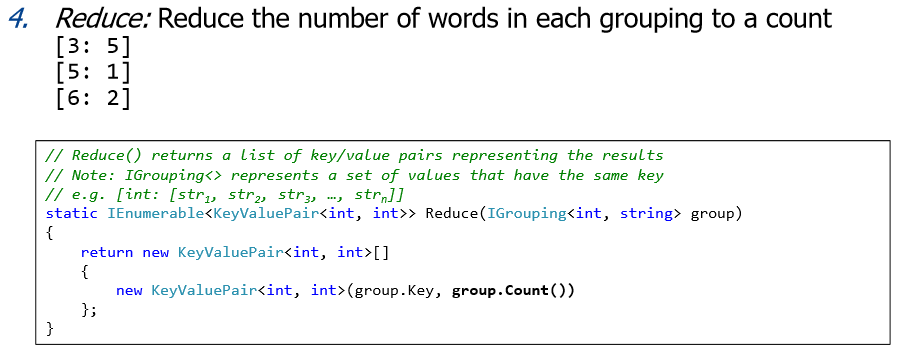 4. Reduce: Reduce the number of words in each grouping to a count
[3: 5]
[5: 1]
[6: 2]
// Reduce() returns a list of key/value pairs representing the results
// Note: IGrouping<> represents a set of values that have the same key
// e.g. [int: [str₁, str₂, str₃, …, strₙ]]
static IEnumerable<KeyValuePair<int, int>> Reduce(IGrouping<int, string> group)
{
    return new KeyValuePair<int, int>[]
    {
        new KeyValuePair<int, int>(group.Key, group.Count())
    };
}